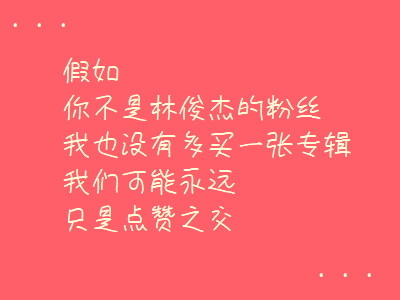 . . .
假如
你不是林俊杰的粉丝
我也没有多买一张专辑
我们可能永远
只是点赞之交
. . .